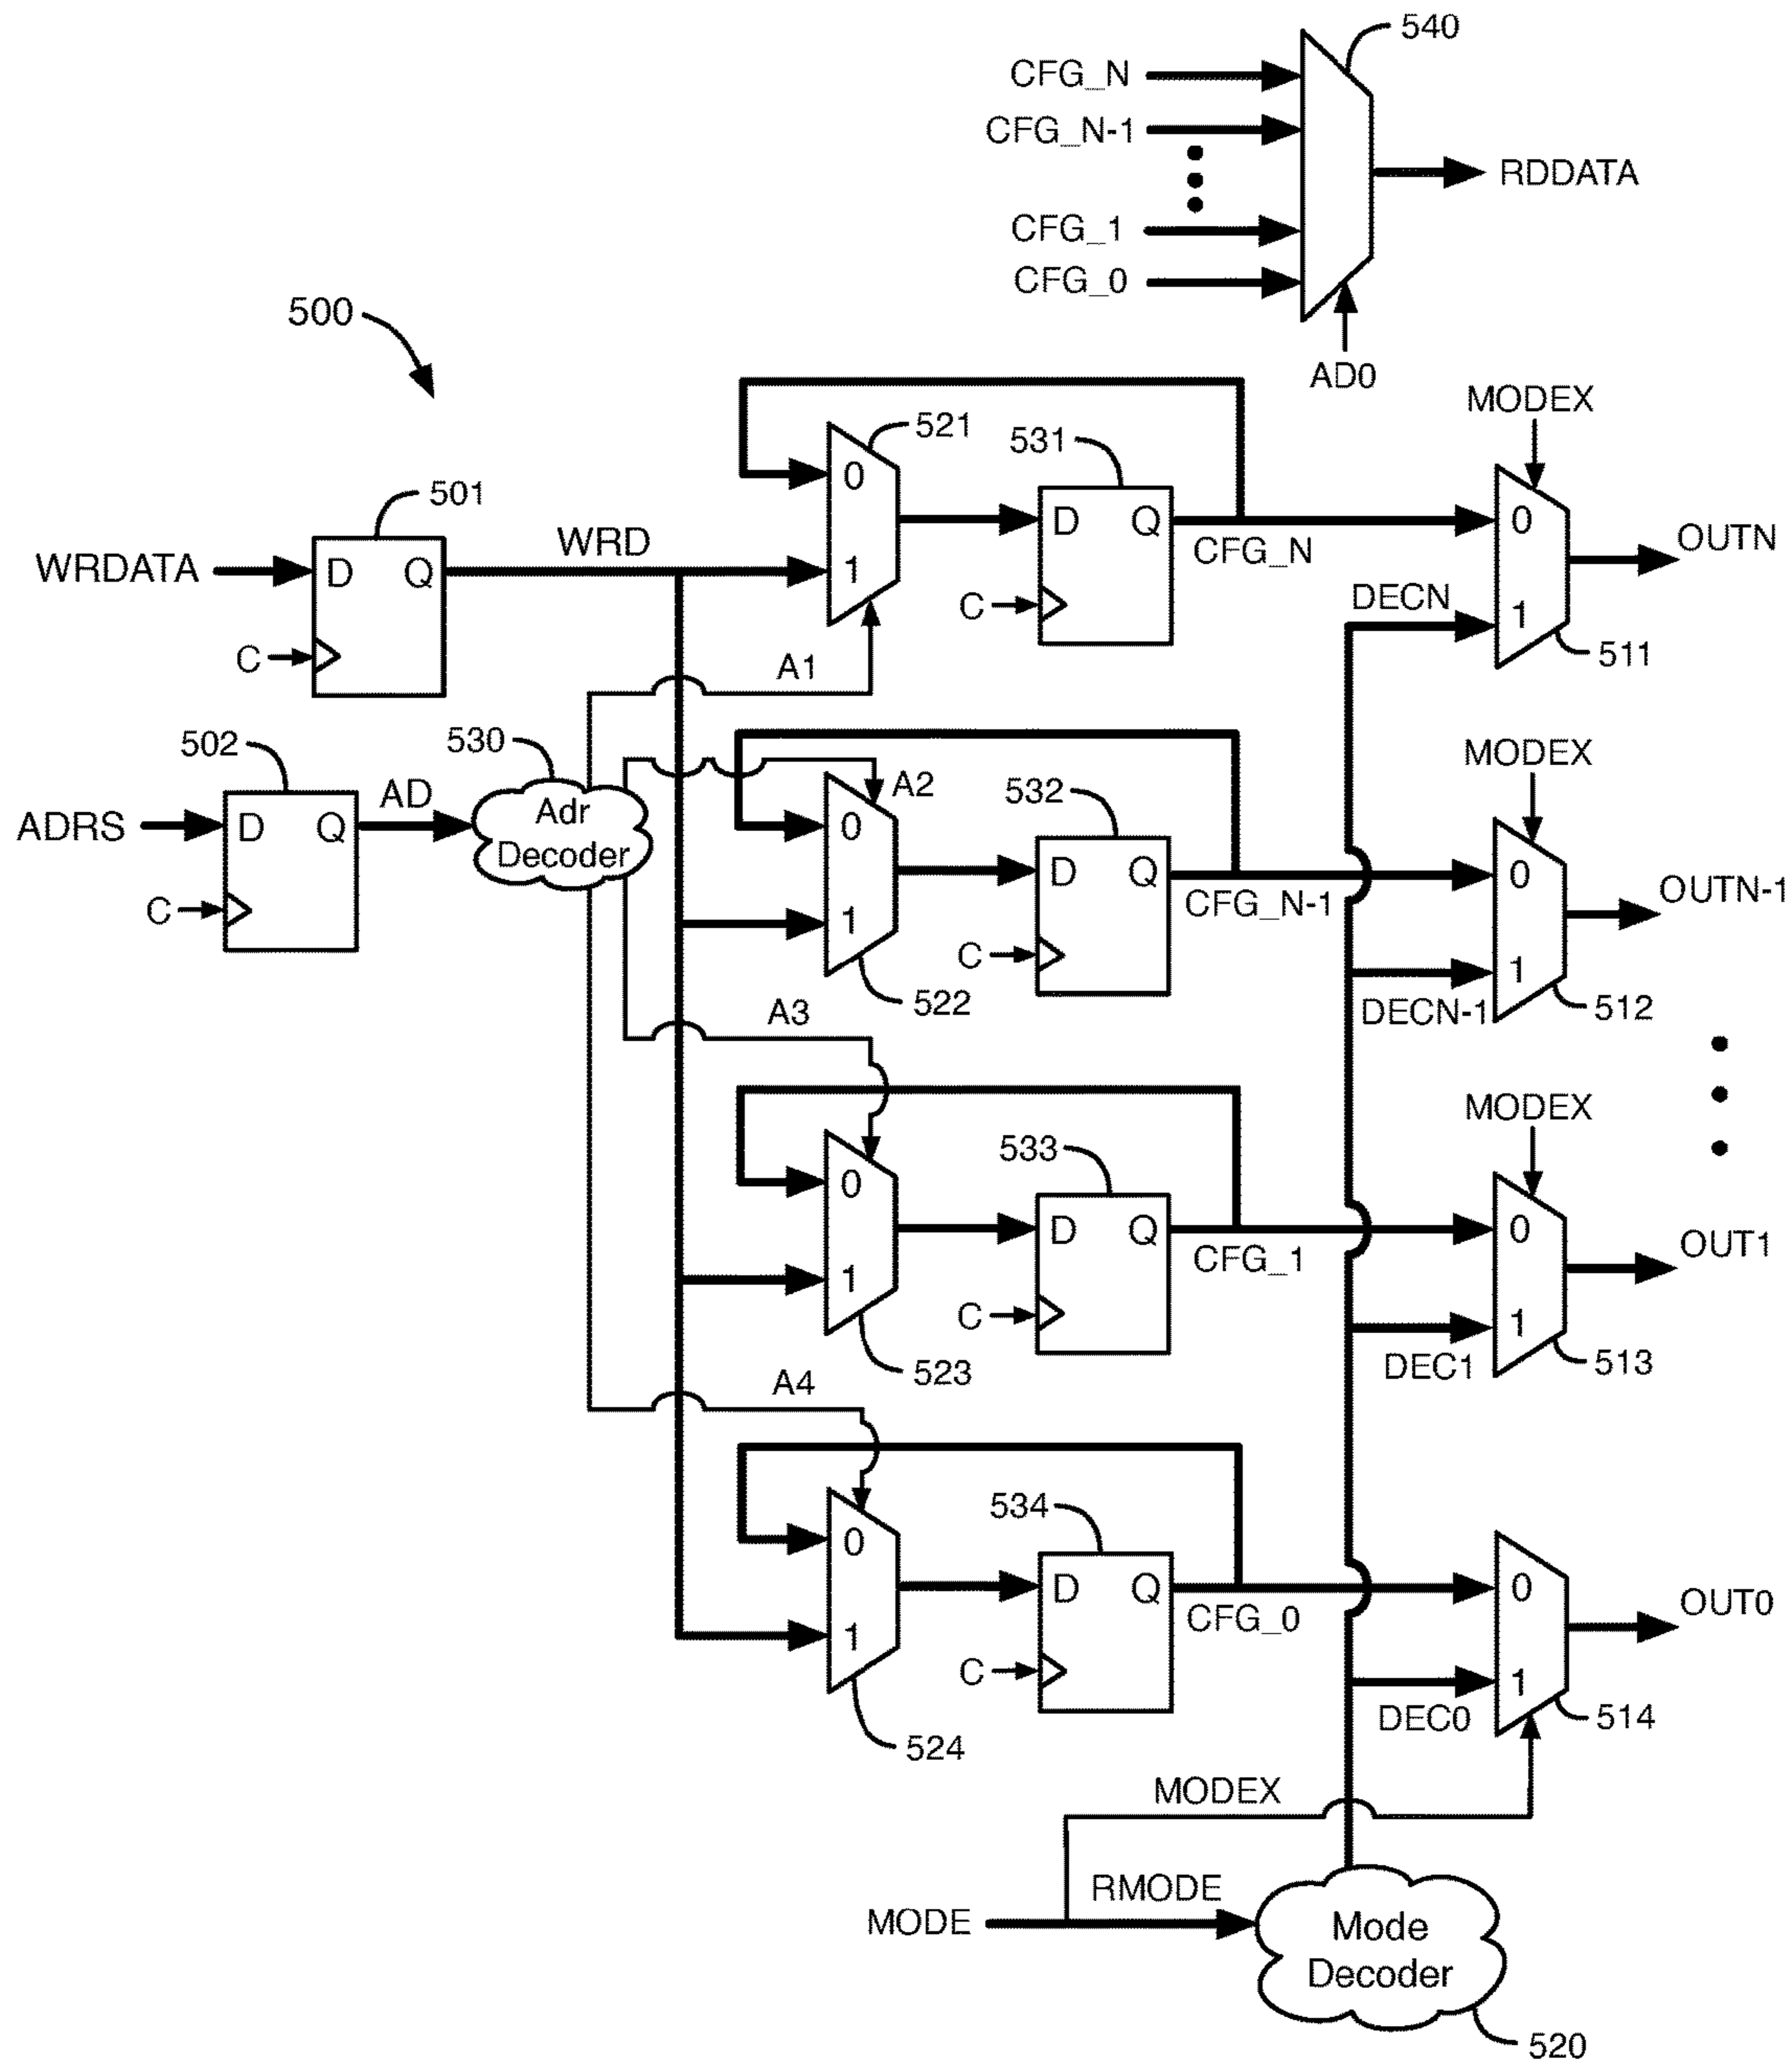 540
CFG_N
CFG_N-1
RDDATA
CFG_1
CFG_0
AD0
500
MODEX
521
531
501
WRD
0
D Q
0
OUTN
CFG_N
WRDATA
D Q
1
DECN
C
1
C
511
A1
502
530
MODEX
AD
A2
532
ADRS
D Q
Adr
Decoder
0
D Q
0
OUTN-1
CFG_N-1
C
1
C
1
522
DECN-1
512
A3
MODEX
533
0
D Q
0
OUT1
CFG_1
1
C
1
523
DEC1
513
A4
534
0
D Q
0
OUT0
CFG_0
1
C
1
DEC0
514
524
MODEX
RMODE
MODE
Mode
Decoder
520